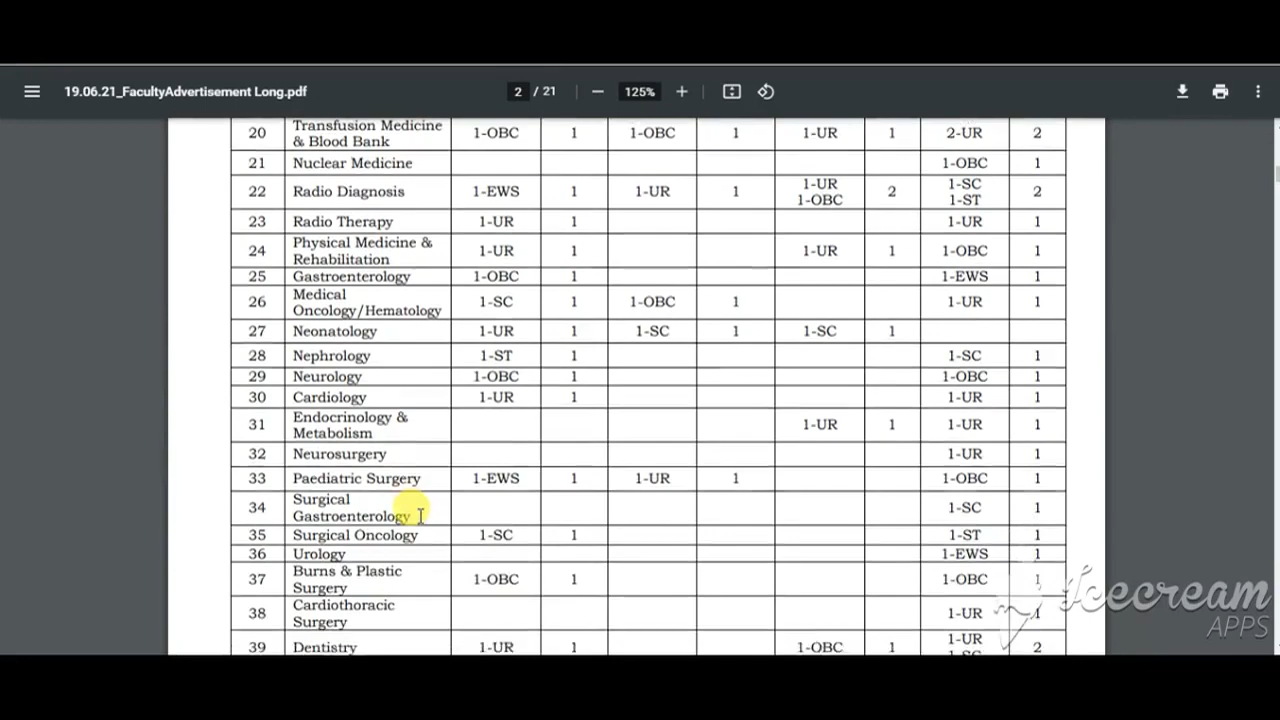 19.06.21_FacultyAdvertisement Long.pdf 2 / 21 125%
20 Transfusion Medicine & Blood Bank 1-OBC 1 1-OBC 1 1-UR 1 2-UR 2
21 Nuclear Medicine 1-OBC 1
22 Radio Diagnosis 1-EWS 1 1-UR 1 1-UR 1-OBC 2 1-SC 1-ST 2
23 Radio Therapy 1-UR 1 1-UR 1
24 Physical Medicine & Rehabilitation 1-UR 1 1-UR 1 1-OBC 1
25 Gastroenterology 1-OBC 1 1-EWS 1
26 Medical Oncology/Hematology 1-SC 1 1-OBC 1 1-UR 1
27 Neonatology 1-UR 1 1-SC 1 1-SC 1
28 Nephrology 1-ST 1 1-SC 1
29 Neurology 1-OBC 1 1-OBC 1
30 Cardiology 1-UR 1 1-UR 1
31 Endocrinology & Metabolism 1-UR 1 1-UR 1
32 Neurosurgery 1-UR 1
33 Paediatric Surgery 1-EWS 1 1-UR 1 1-OBC 1
34 Surgical Gastroenterology 1-SC 1
35 Surgical Oncology 1-SC 1 1-ST 1
36 Urology 1-EWS 1
37 Burns & Plastic Surgery 1-OBC 1 1-OBC 1
38 Cardiothoracic Surgery 1-UR 1
39 Dentistry 1-UR 1 1-OBC 1 1-UR 2
Icecream
APPS